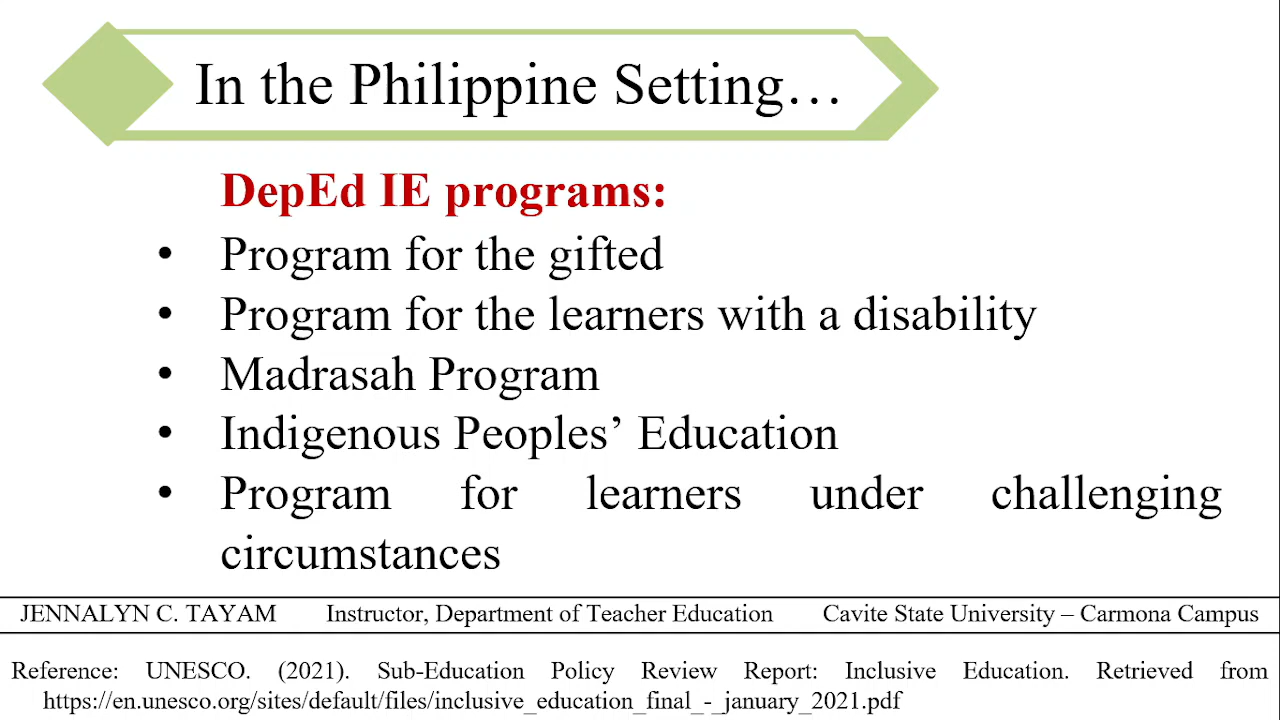 In the Philippine Setting…
DepEd IE programs:
• Program for the gifted
• Program for the learners with a disability
• Madrasah Program
• Indigenous Peoples’ Education
• Program for learners under challenging
circumstances
JENNALYN C. TAYAM Instructor, Department of Teacher Education Cavite State University – Carmona Campus
Reference: UNESCO. (2021). Sub-Education Policy Review Report: Inclusive Education. Retrieved from
https://en.unesco.org/sites/default/files/inclusive_education_final_-_january_2021.pdf